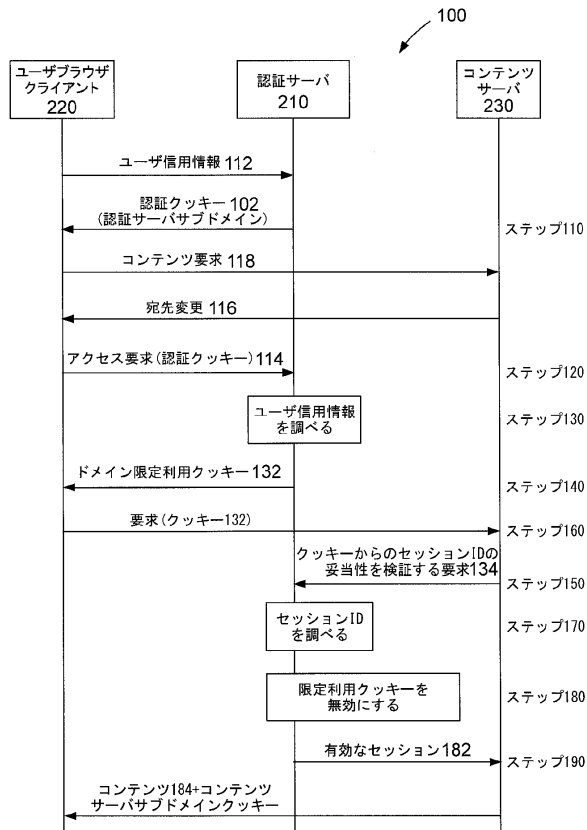 100
ユーザブラウザ
クライアント
220
認証サーバ
210
コンテンツ
サーバ
230
ユーザ信用情報 112
認証クッキー 102
(認証サーバサブドメイン)
ステップ110
コンテンツ要求 118
宛先変更 116
アクセス要求(認証クッキー) 114
ステップ120
ユーザ信用情報
を調べる
ステップ130
ドメイン限定利用クッキー 132
ステップ140
要求(クッキー132)
ステップ160
クッキーからのセッションIDの
妥当性を検証する要求134
ステップ150
セッションID
を調べる
ステップ170
限定利用クッキーを
無効にする
ステップ180
有効なセッション 182
ステップ190
コンテンツ184+コンテンツ
サーバサブドメインクッキー